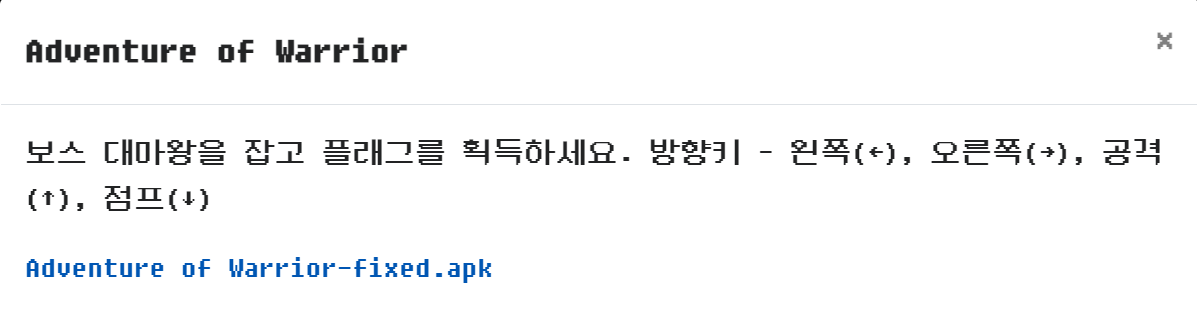 Adventure of Warrior
×
보스 대마왕을 잡고 플래그를 획득하세요. 방향키 - 왼쪽(←), 오른쪽(→), 공격
(↑), 점프(↓)
Adventure of Warrior-fixed.apk